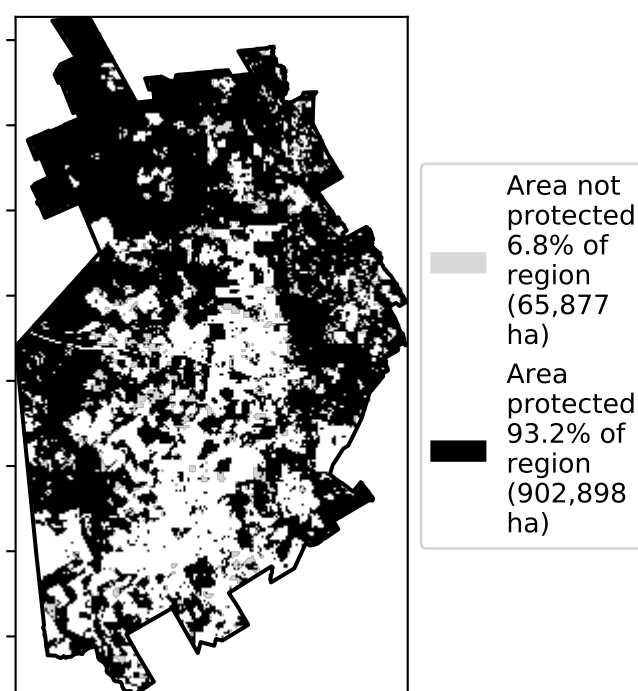 Area not
protected
6.8% of
region
(65,877
ha)
Area
protected
93.2% of
region
(902,898
ha)